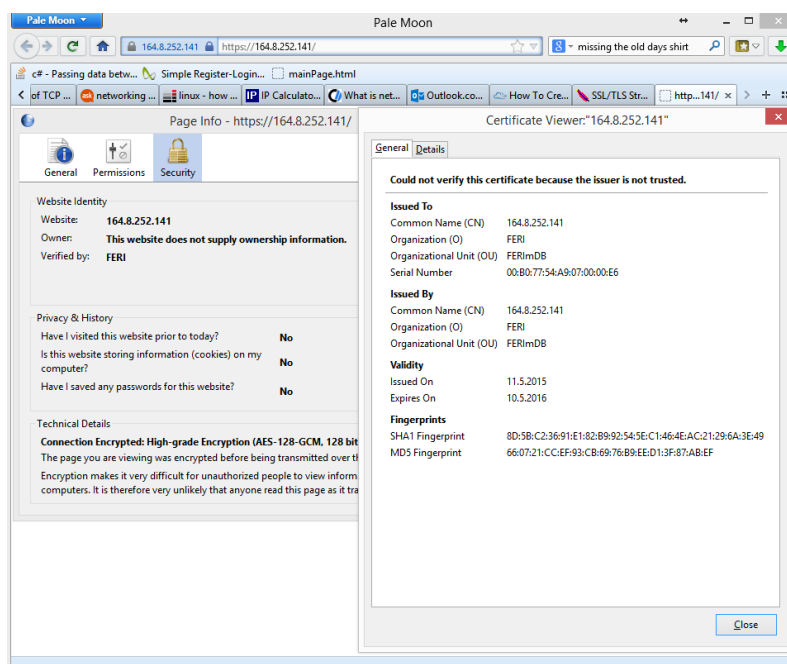 Pale Moon
Pale Moon
164.8.252.141
https://164.8.252.141/
missing the old days shirt
c# - Passing data betw...
Simple Register-Login...
mainPage.html
of TCP ...
networking ...
linux - how ...
IP Calculato...
What is net...
Outlook.co...
How To Cre...
SSL/TLS Str...
http...141/
Page Info - https://164.8.252.141/
General
Permissions
Security
Website Identity
Website: 164.8.252.141
Owner: This website does not supply ownership information.
Verified by: FERI
Privacy & History
Have I visited this website prior to today? No
Is this website storing information (cookies) on my
computer? No
Have I saved any passwords for this website? No
Technical Details
Connection Encrypted: High-grade Encryption (AES-128-GCM, 128 bit
The page you are viewing was encrypted before being transmitted over th
Encryption makes it very difficult for unauthorized people to view inform
computers. It is therefore very unlikely that anyone read this page as it tra
Certificate Viewer:"164.8.252.141"
General
Details
Could not verify this certificate because the issuer is not trusted.
Issued To
Common Name (CN) 164.8.252.141
Organization (O) FERI
Organizational Unit (OU) FERImDB
Serial Number 00:B0:77:54:A9:07:00:00:E6
Issued By
Common Name (CN) 164.8.252.141
Organization (O) FERI
Organizational Unit (OU) FERImDB
Validity
Issued On 11.5.2015
Expires On 10.5.2016
Fingerprints
SHA1 Fingerprint 8D:5B:C2:36:91:E1:82:B9:92:54:5E:C1:46:4E:AC:21:29:6A:3E:49
MD5 Fingerprint 66:07:21:CC:EF:93:CB:69:76:B9:EE:D1:3F:87:AB:EF
Close